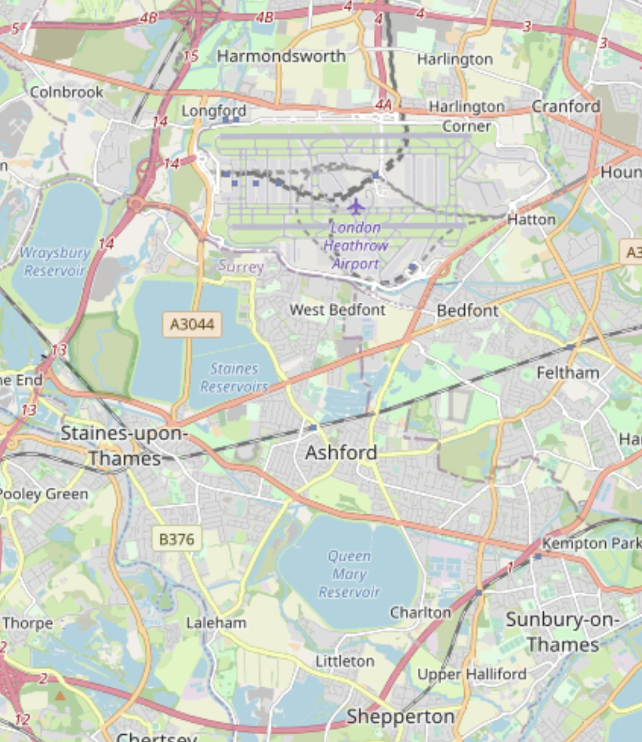 5
4B
4B
4
4
4
3
3
15
Harmondsworth
Harlington
Colnbrook
Longford
4A
Harlington
Corner
Cranford
14
14
Houn
Hatton
London
Heathrow
Airport
Wraysbury
Reservoir
14
Surrey
A3
A3044
West Bedfont
Bedfont
13
Staines
Reservoirs
Feltham
ne End
13
Staines-upon-
Thames
Ashford
Ha
Pooley Green
B376
Queen
Mary
Reservoir
Kempton Park
1
Thorpe
Laleham
Charlton
Sunbury-on-
Thames
Littleton
2
2
Upper Halliford
12
Shepperton
Chertsey